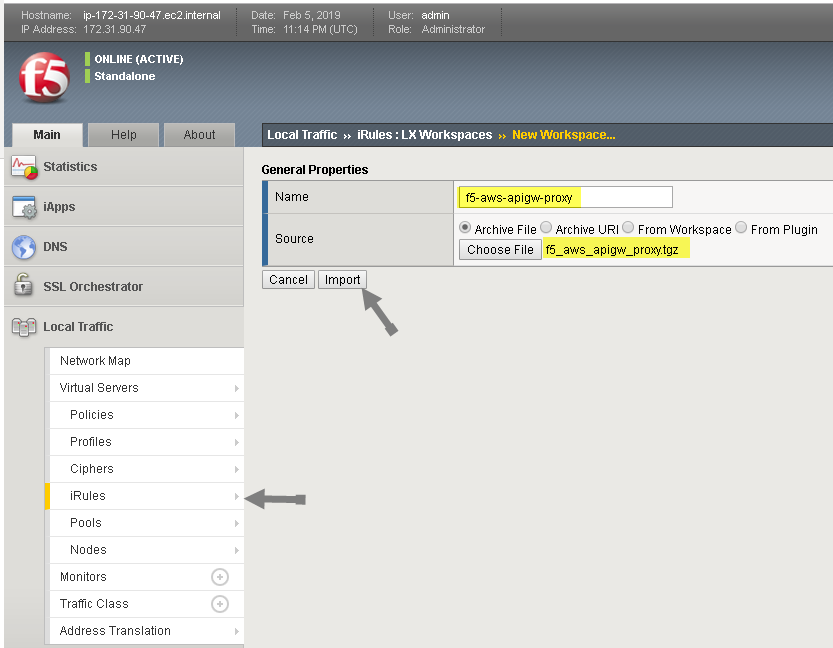 Hostname: ip-172-31-90-47.ec2.internal Date: Feb 5, 2019 User: admin
IP Address: 172.31.90.47 Time: 11:14 PM (UTC) Role: Administrator
f5
ONLINE (ACTIVE)
Standalone
Main Help About
Local Traffic ›› iRules : LX Workspaces ›› New Workspace...
Statistics
iApps
DNS
SSL Orchestrator
Local Traffic
Network Map
Virtual Servers
Policies
Profiles
Ciphers
iRules
Pools
Nodes
Monitors
Traffic Class
Address Translation
General Properties
Name f5-aws-apigw-proxy
Source Archive File Archive URI From Workspace From Plugin
Choose File f5_aws_apigw_proxy.tgz
Cancel Import